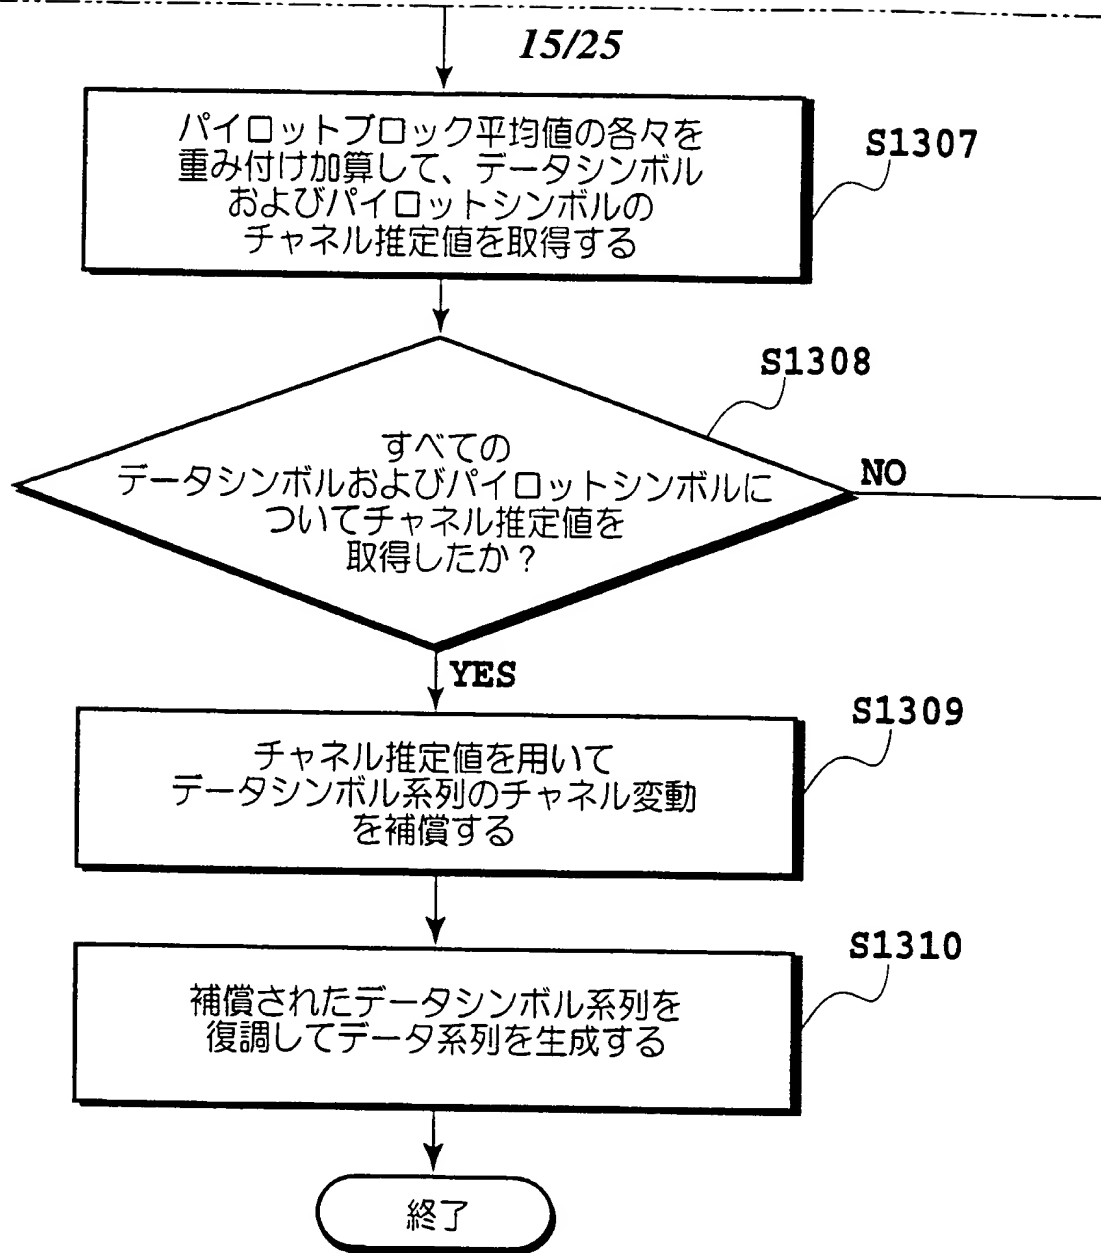 15/25
パイロットブロック平均値の各々を
重み付け加算して、データシンボル
およびパイロットシンボルの
チャネル推定値を取得する
S1307
S1308
すべての
データシンボルおよびパイロットシンボルに
ついてチャネル推定値を
取得したか？
NO
YES
S1309
チャネル推定値を用いて
データシンボル系列のチャネル変動
を補償する
S1310
補償されたデータシンボル系列を
復調してデータ系列を生成する
終了